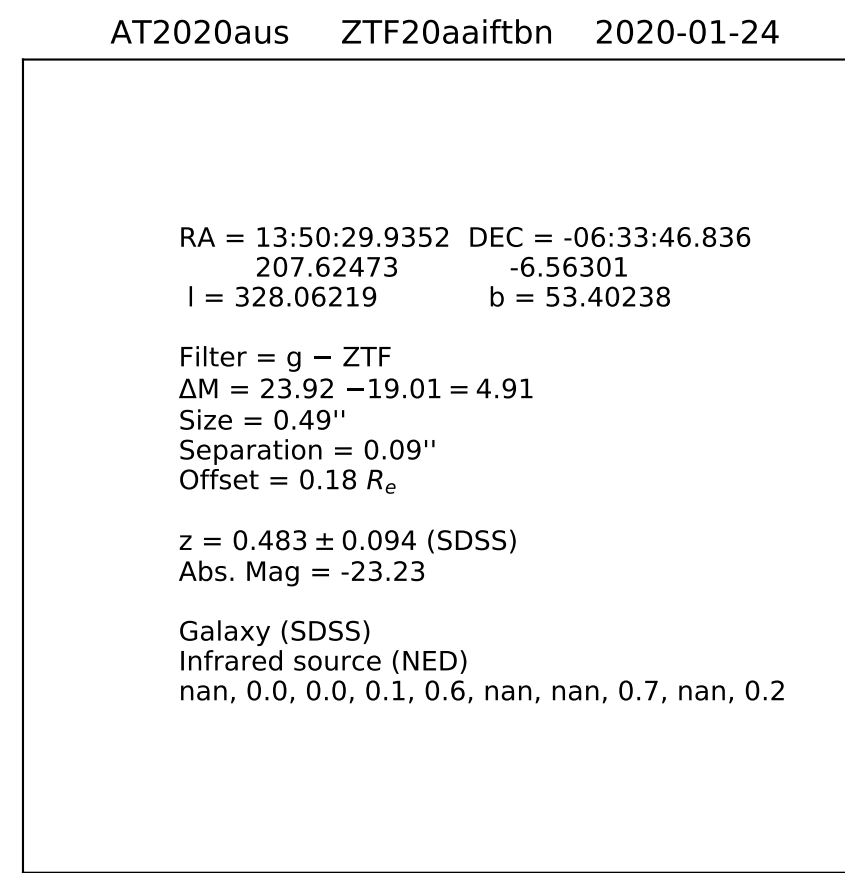 AT2020aus ZTF20aaiftbn 2020-01-24
RA = 13:50:29.9352 DEC = -06:33:46.836
207.62473 -6.56301
l = 328.06219 b = 53.40238
Filter = g − ZTF
ΔM = 23.92 −19.01 = 4.91
Size = 0.49''
Separation = 0.09''
Offset = 0.18 Rₑ
z = 0.483 ± 0.094 (SDSS)
Abs. Mag = -23.23
Galaxy (SDSS)
Infrared source (NED)
nan, 0.0, 0.0, 0.1, 0.6, nan, nan, 0.7, nan, 0.2